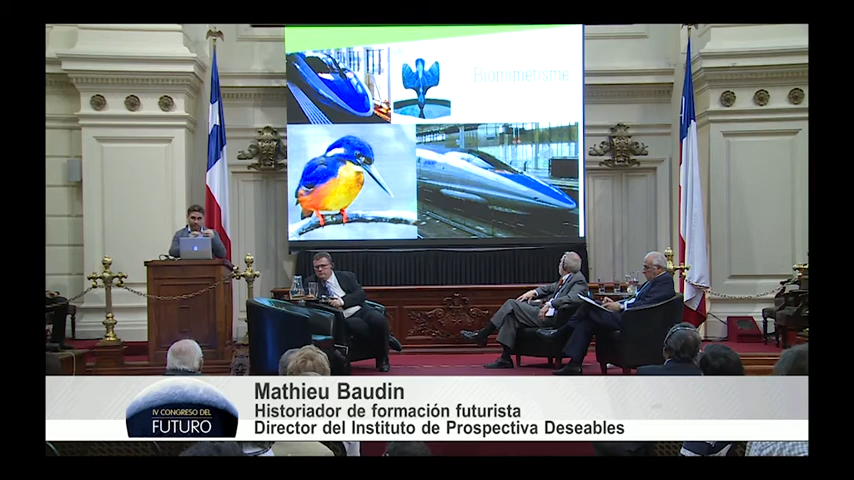 Biomimetisme
Mathieu Baudin
Historiador de formación futurista
Director del Instituto de Prospectiva Deseables
IV CONGRESO DEL
FUTURO